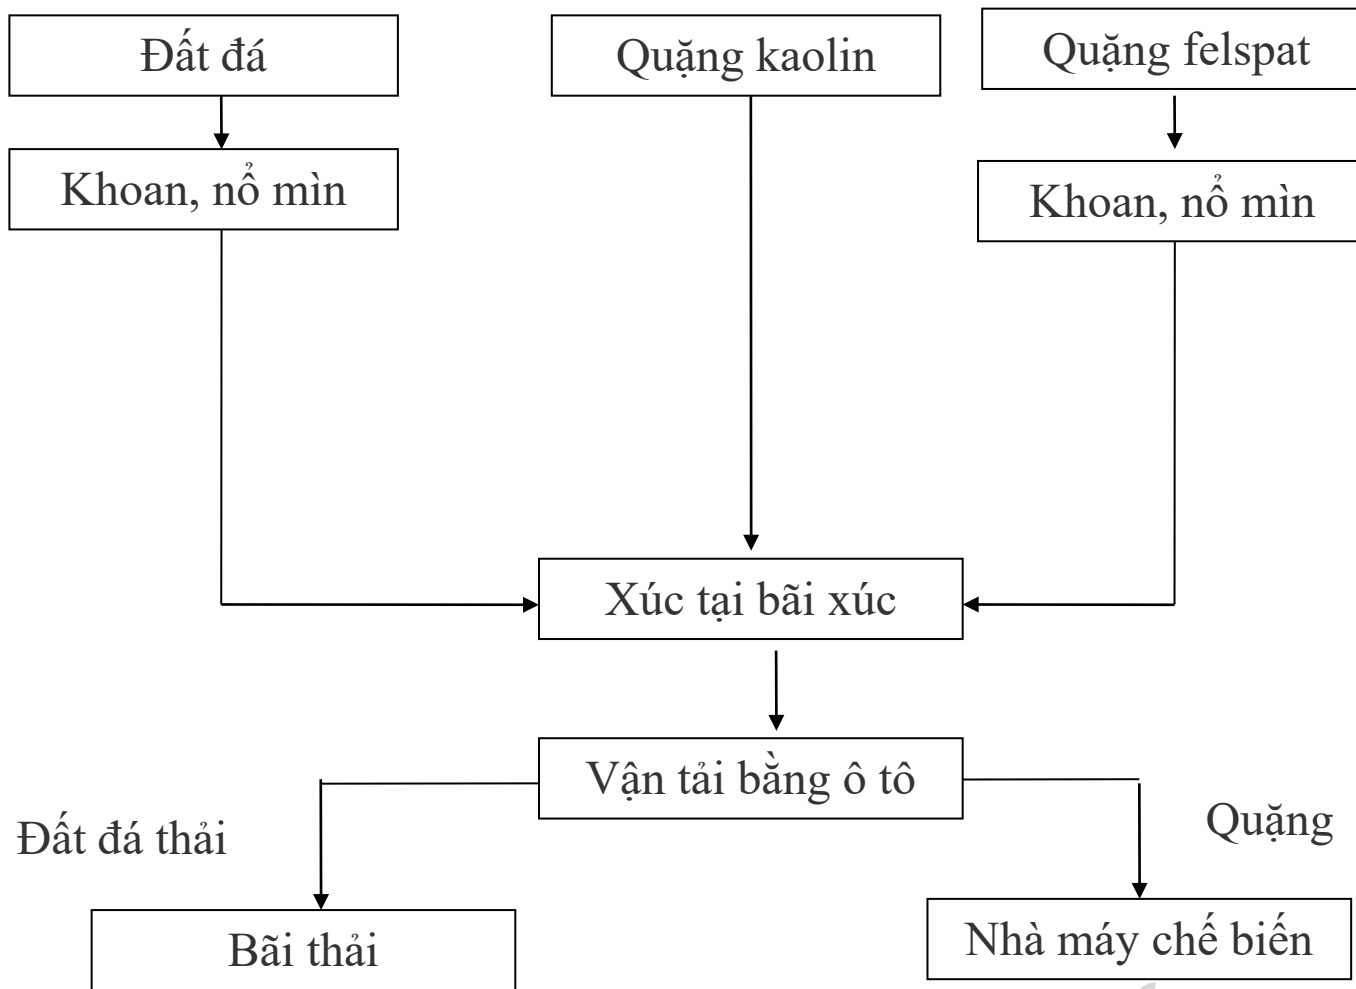 Đất đá
Quặng kaolin
Quặng felspat
Khoan, nổ mìn
Khoan, nổ mìn
Xúc tại bãi xúc
Vận tải bằng ô tô
Đất đá thải
Quặng
Bãi thải
Nhà máy chế biến